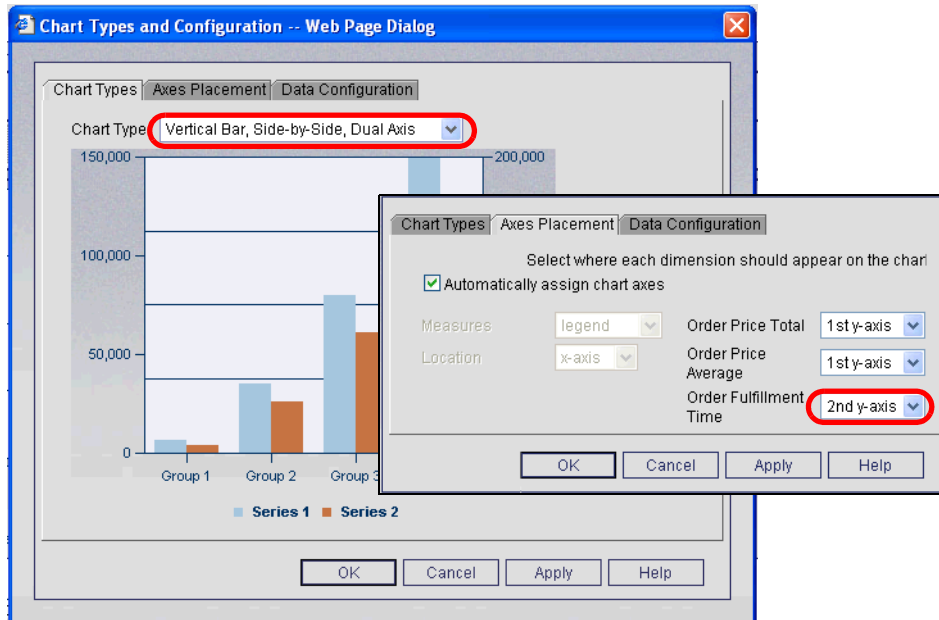 Chart Types and Configuration -- Web Page Dialog
Chart Types Axes Placement Data Configuration
Chart Type Vertical Bar, Side-by-Side, Dual Axis
150,000 200,000
100,000
50,000
0
Group 1 Group 2 Group 3
Series 1 Series 2
OK Cancel Apply Help
Chart Types Axes Placement Data Configuration
Select where each dimension should appear on the chart
Automatically assign chart axes
Measures legend Order Price Total 1st y-axis
Location x-axis Order Price
Average 1st y-axis
Order Fulfillment
Time 2nd y-axis
OK Cancel Apply Help